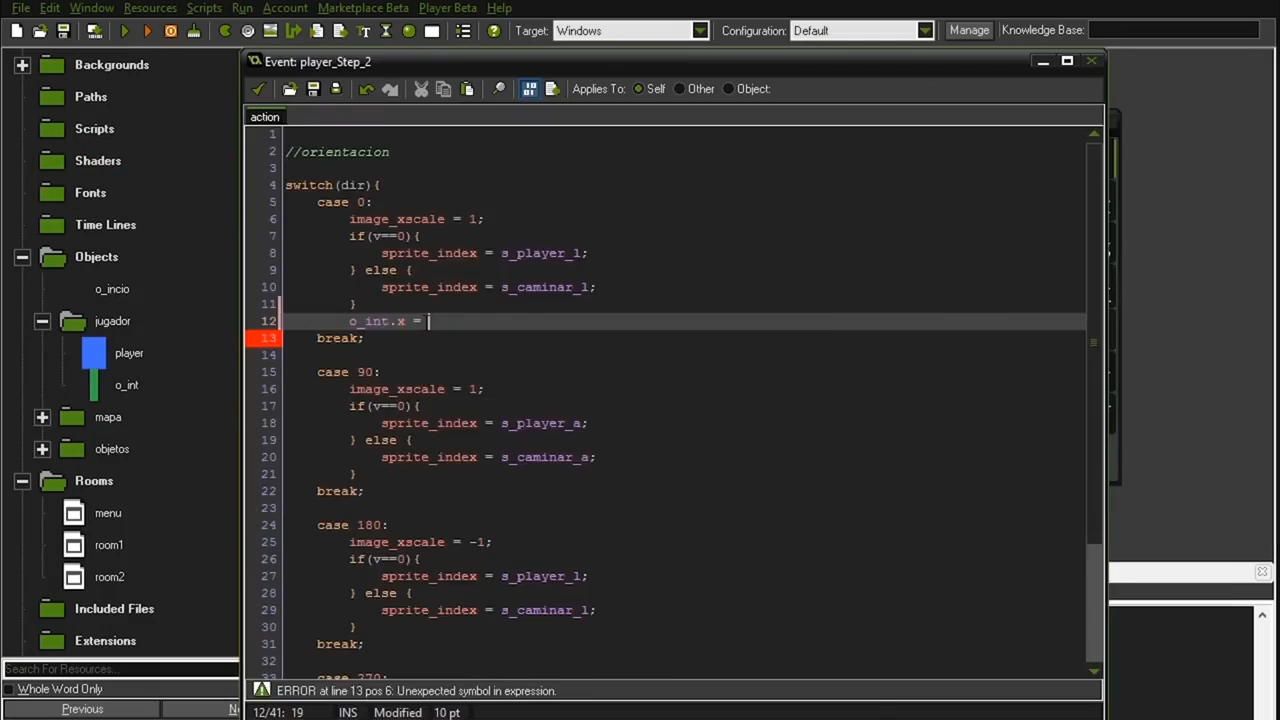 File Edit Window Resources Scripts Run Account Marketplace Beta Player Beta Help
Target: Windows Configuration: Default Manage Knowledge Base:
Backgrounds
Paths
Scripts
Shaders
Fonts
Time Lines
Objects
o_incio
jugador
player
o_int
mapa
objetos
Rooms
menu
room1
room2
Included Files
Extensions
Search For Resources...
Whole Word Only
Previous
Event: player_Step_2
Applies To: Self Other Object:
action
1
2 //orientacion
3
4 switch(dir){
5 case 0:
6 image_xscale = 1;
7 if(v==0){
8 sprite_index = s_player_l;
9 } else {
10 sprite_index = s_caminar_l;
11 }
12 o_int.x =
13 break;
14
15 case 90:
16 image_xscale = 1;
17 if(v==0){
18 sprite_index = s_player_a;
19 } else {
20 sprite_index = s_caminar_a;
21 }
22 break;
23
24 case 180:
25 image_xscale = -1;
26 if(v==0){
27 sprite_index = s_player_l;
28 } else {
29 sprite_index = s_caminar_l;
30 }
31 break;
32
33 case 270:
ERROR at line 13 pos 6: Unexpected symbol in expression.
12/41: 19 INS Modified 10 pt